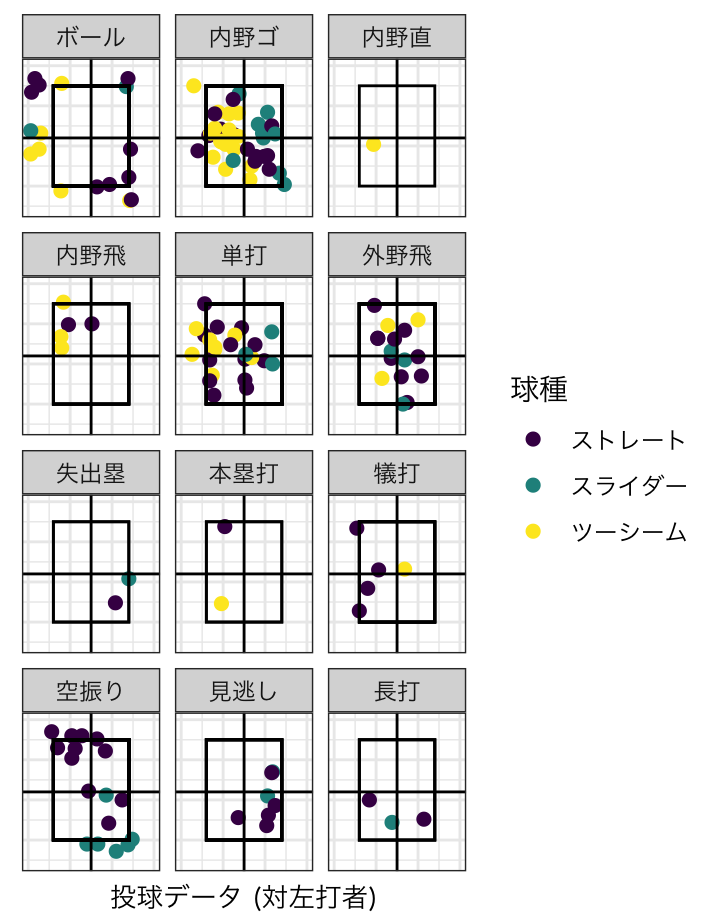 ボール
内野ゴ
内野直
内野飛
単打
外野飛
失出塁
本塁打
犠打
空振り
見逃し
長打
球種
ストレート
スライダー
ツーシーム
投球データ (対左打者)